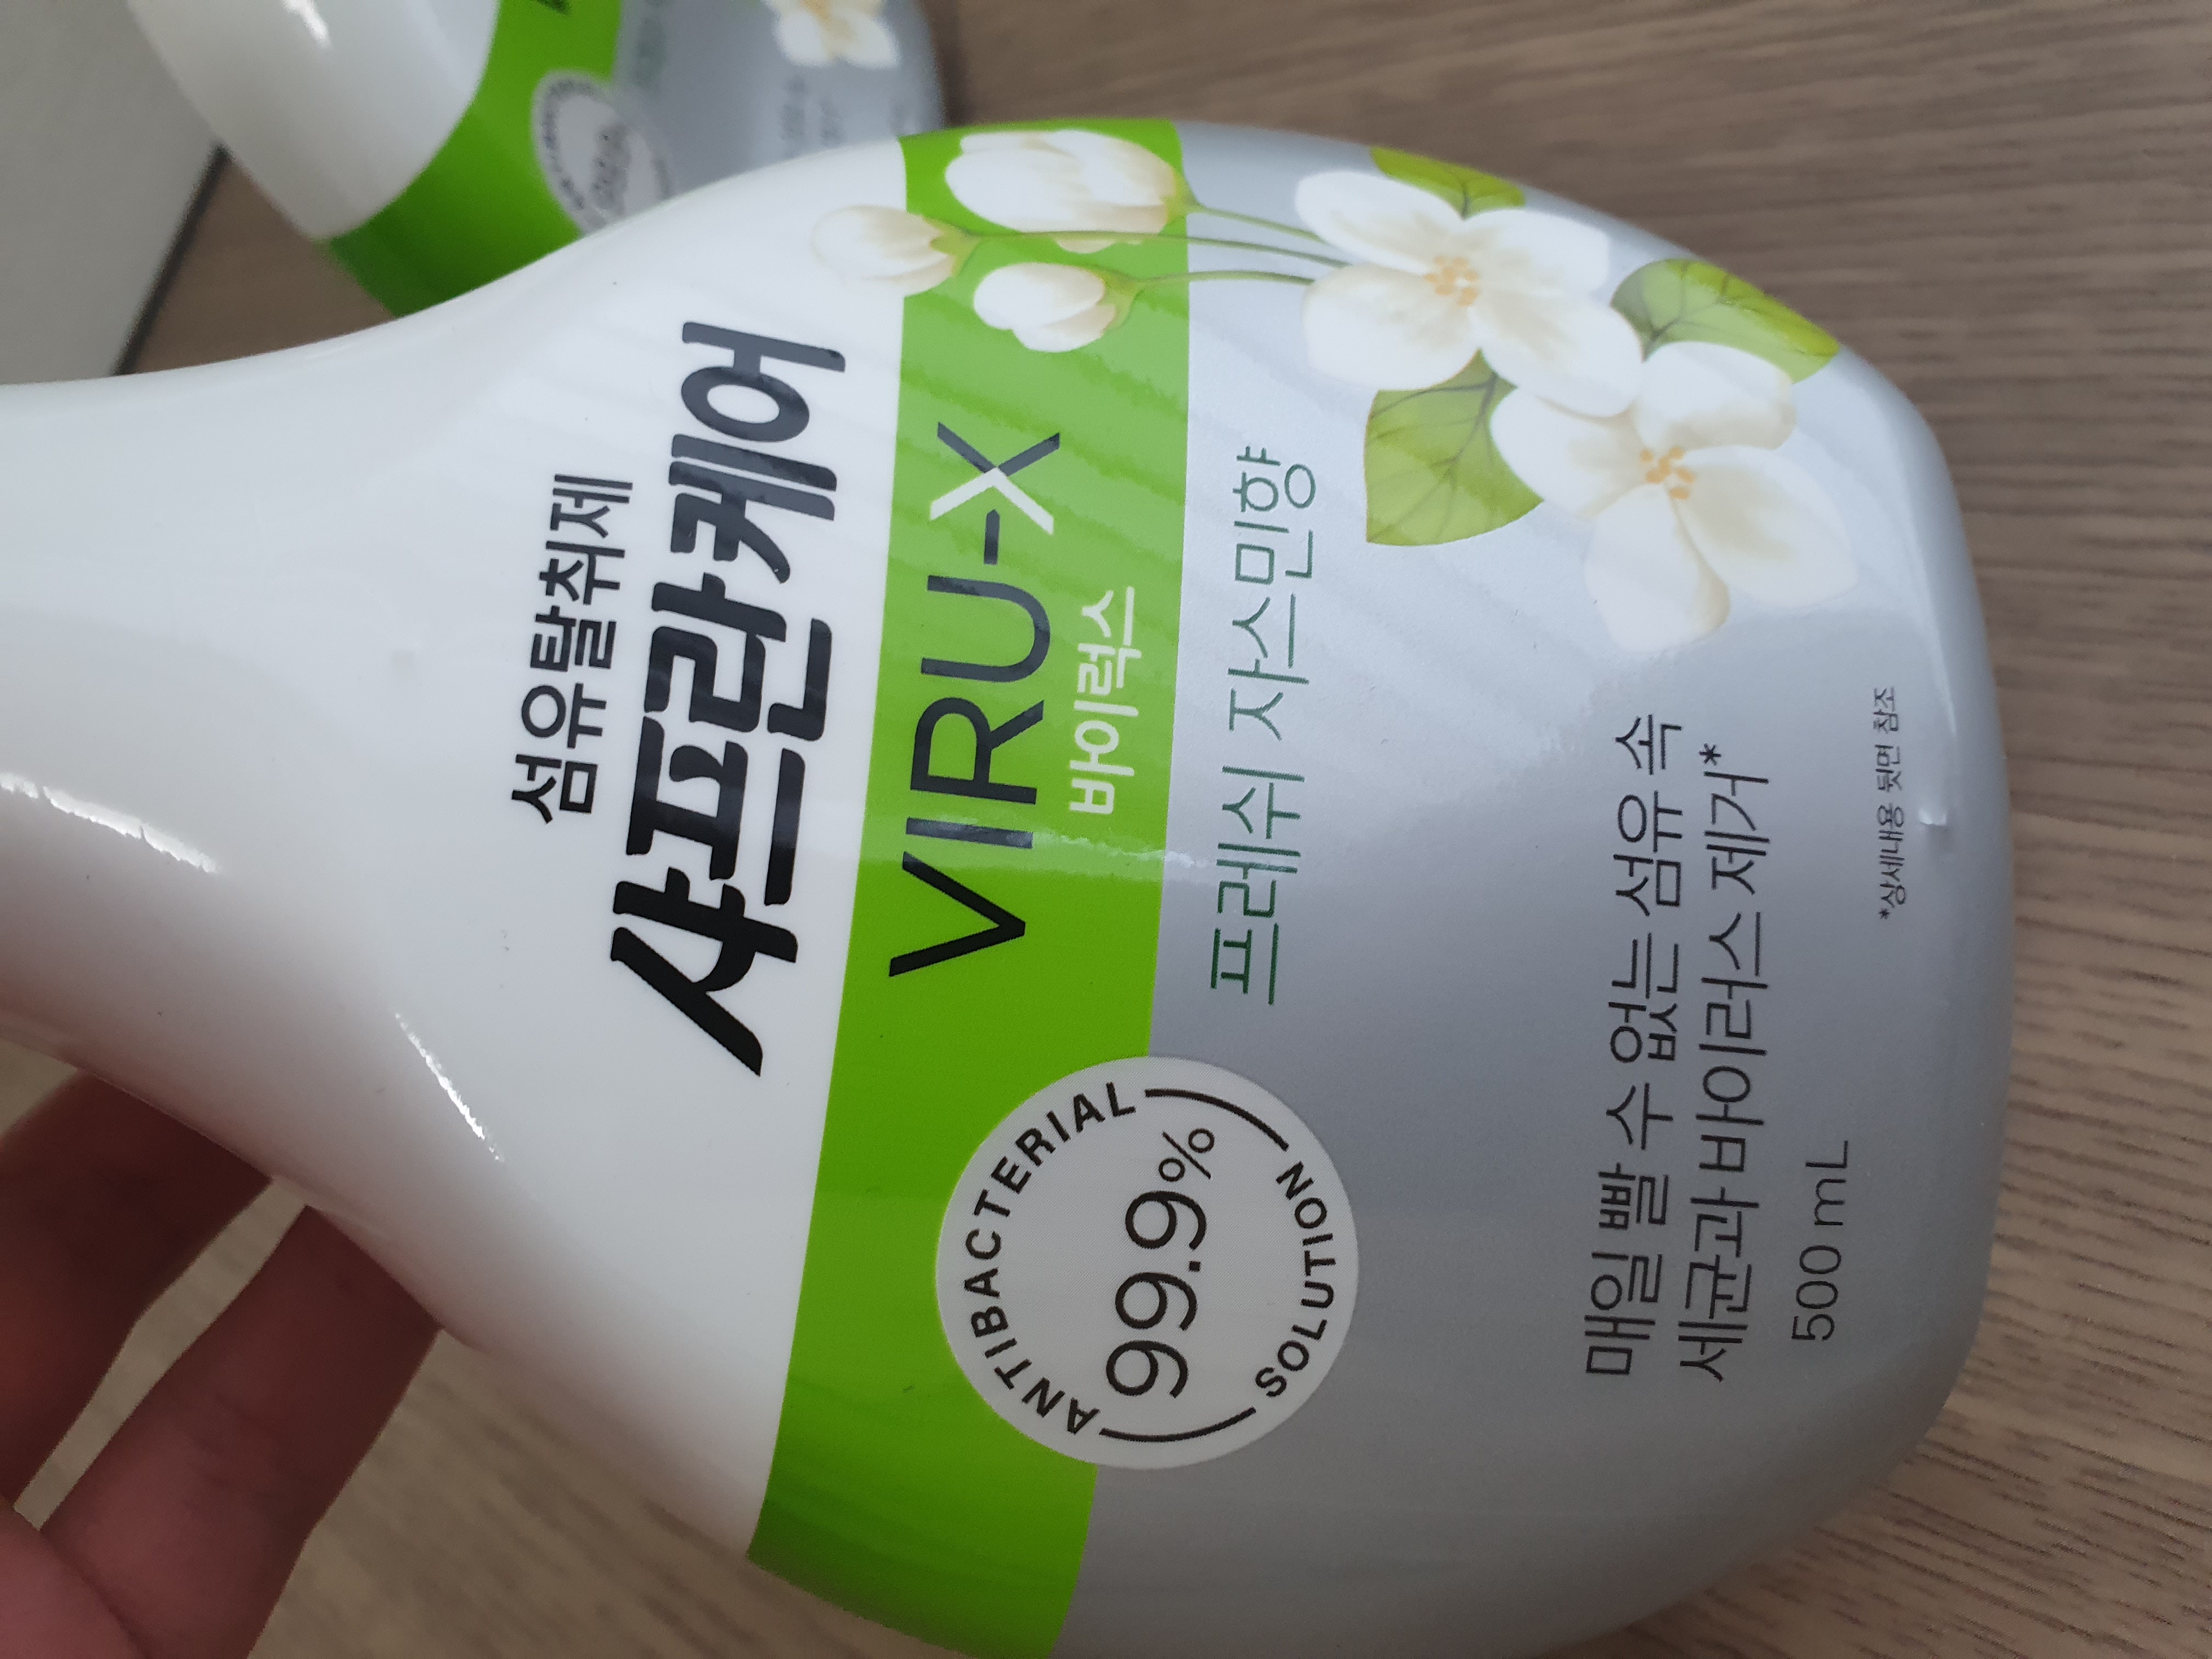 섬유탈취제
샤프란케어
VIRU-X
바이럭스
프레쉬 자스민향
ANTIBACTERIAL
99.9%
SOLUTION
매일 빨 수 없는 섬유 속
세균과 바이러스 제거*
500 mL
*상세내용 뒷면 참조